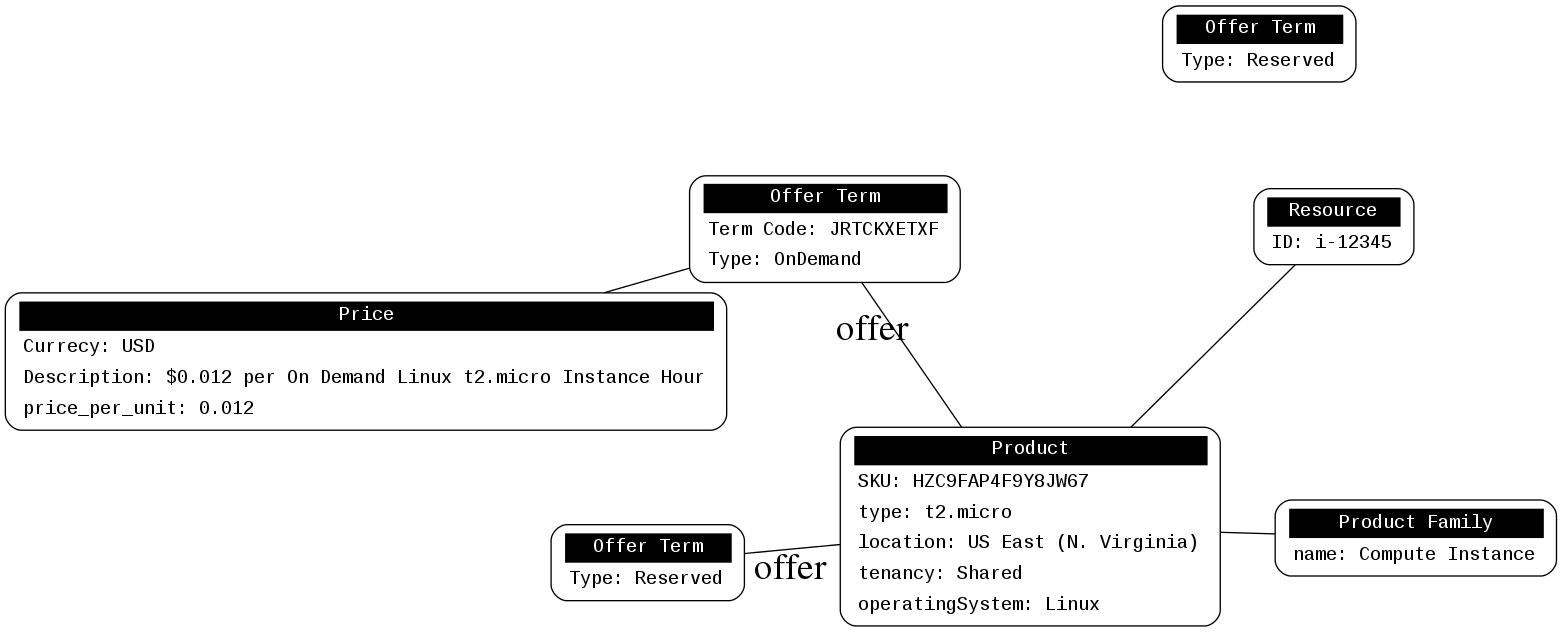 Offer Term
Type: Reserved
Offer Term
Term Code: JRTCKXETXF
Type: OnDemand
Resource
ID: i-12345
Price
Currecy: USD
Description: $0.012 per On Demand Linux t2.micro Instance Hour
price_per_unit: 0.012
offer
Product
SKU: HZC9FAP4F9Y8JW67
type: t2.micro
location: US East (N. Virginia)
tenancy: Shared
operatingSystem: Linux
Product Family
name: Compute Instance
Offer Term
Type: Reserved
offer